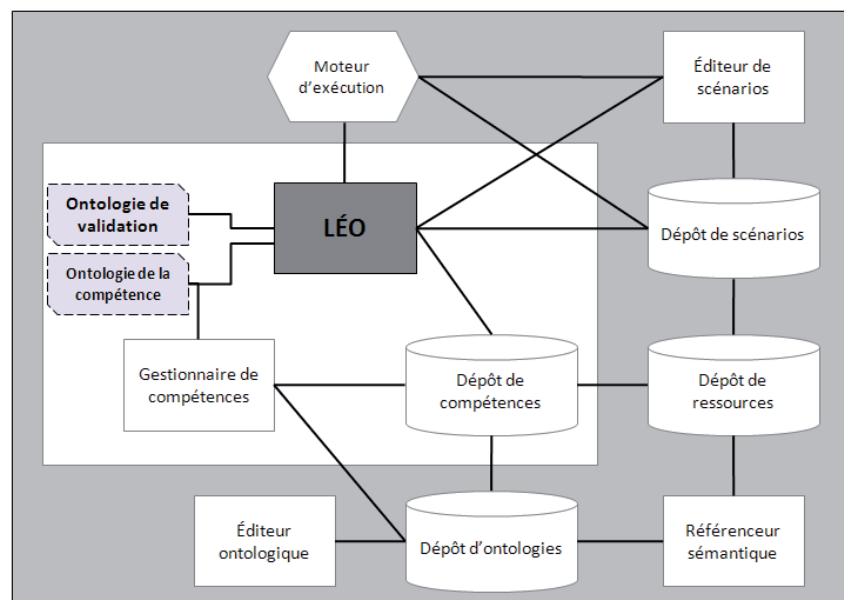 Moteur
d'exécution
Éditeur de
scénarios
Ontologie de
validation
LÉO
Dépôt de scénarios
Ontologie de la
compétence
Gestionnaire de
compétences
Dépôt de
compétences
Dépôt de
ressources
Éditeur
ontologique
Dépôt d'ontologies
Référenceur
sémantique